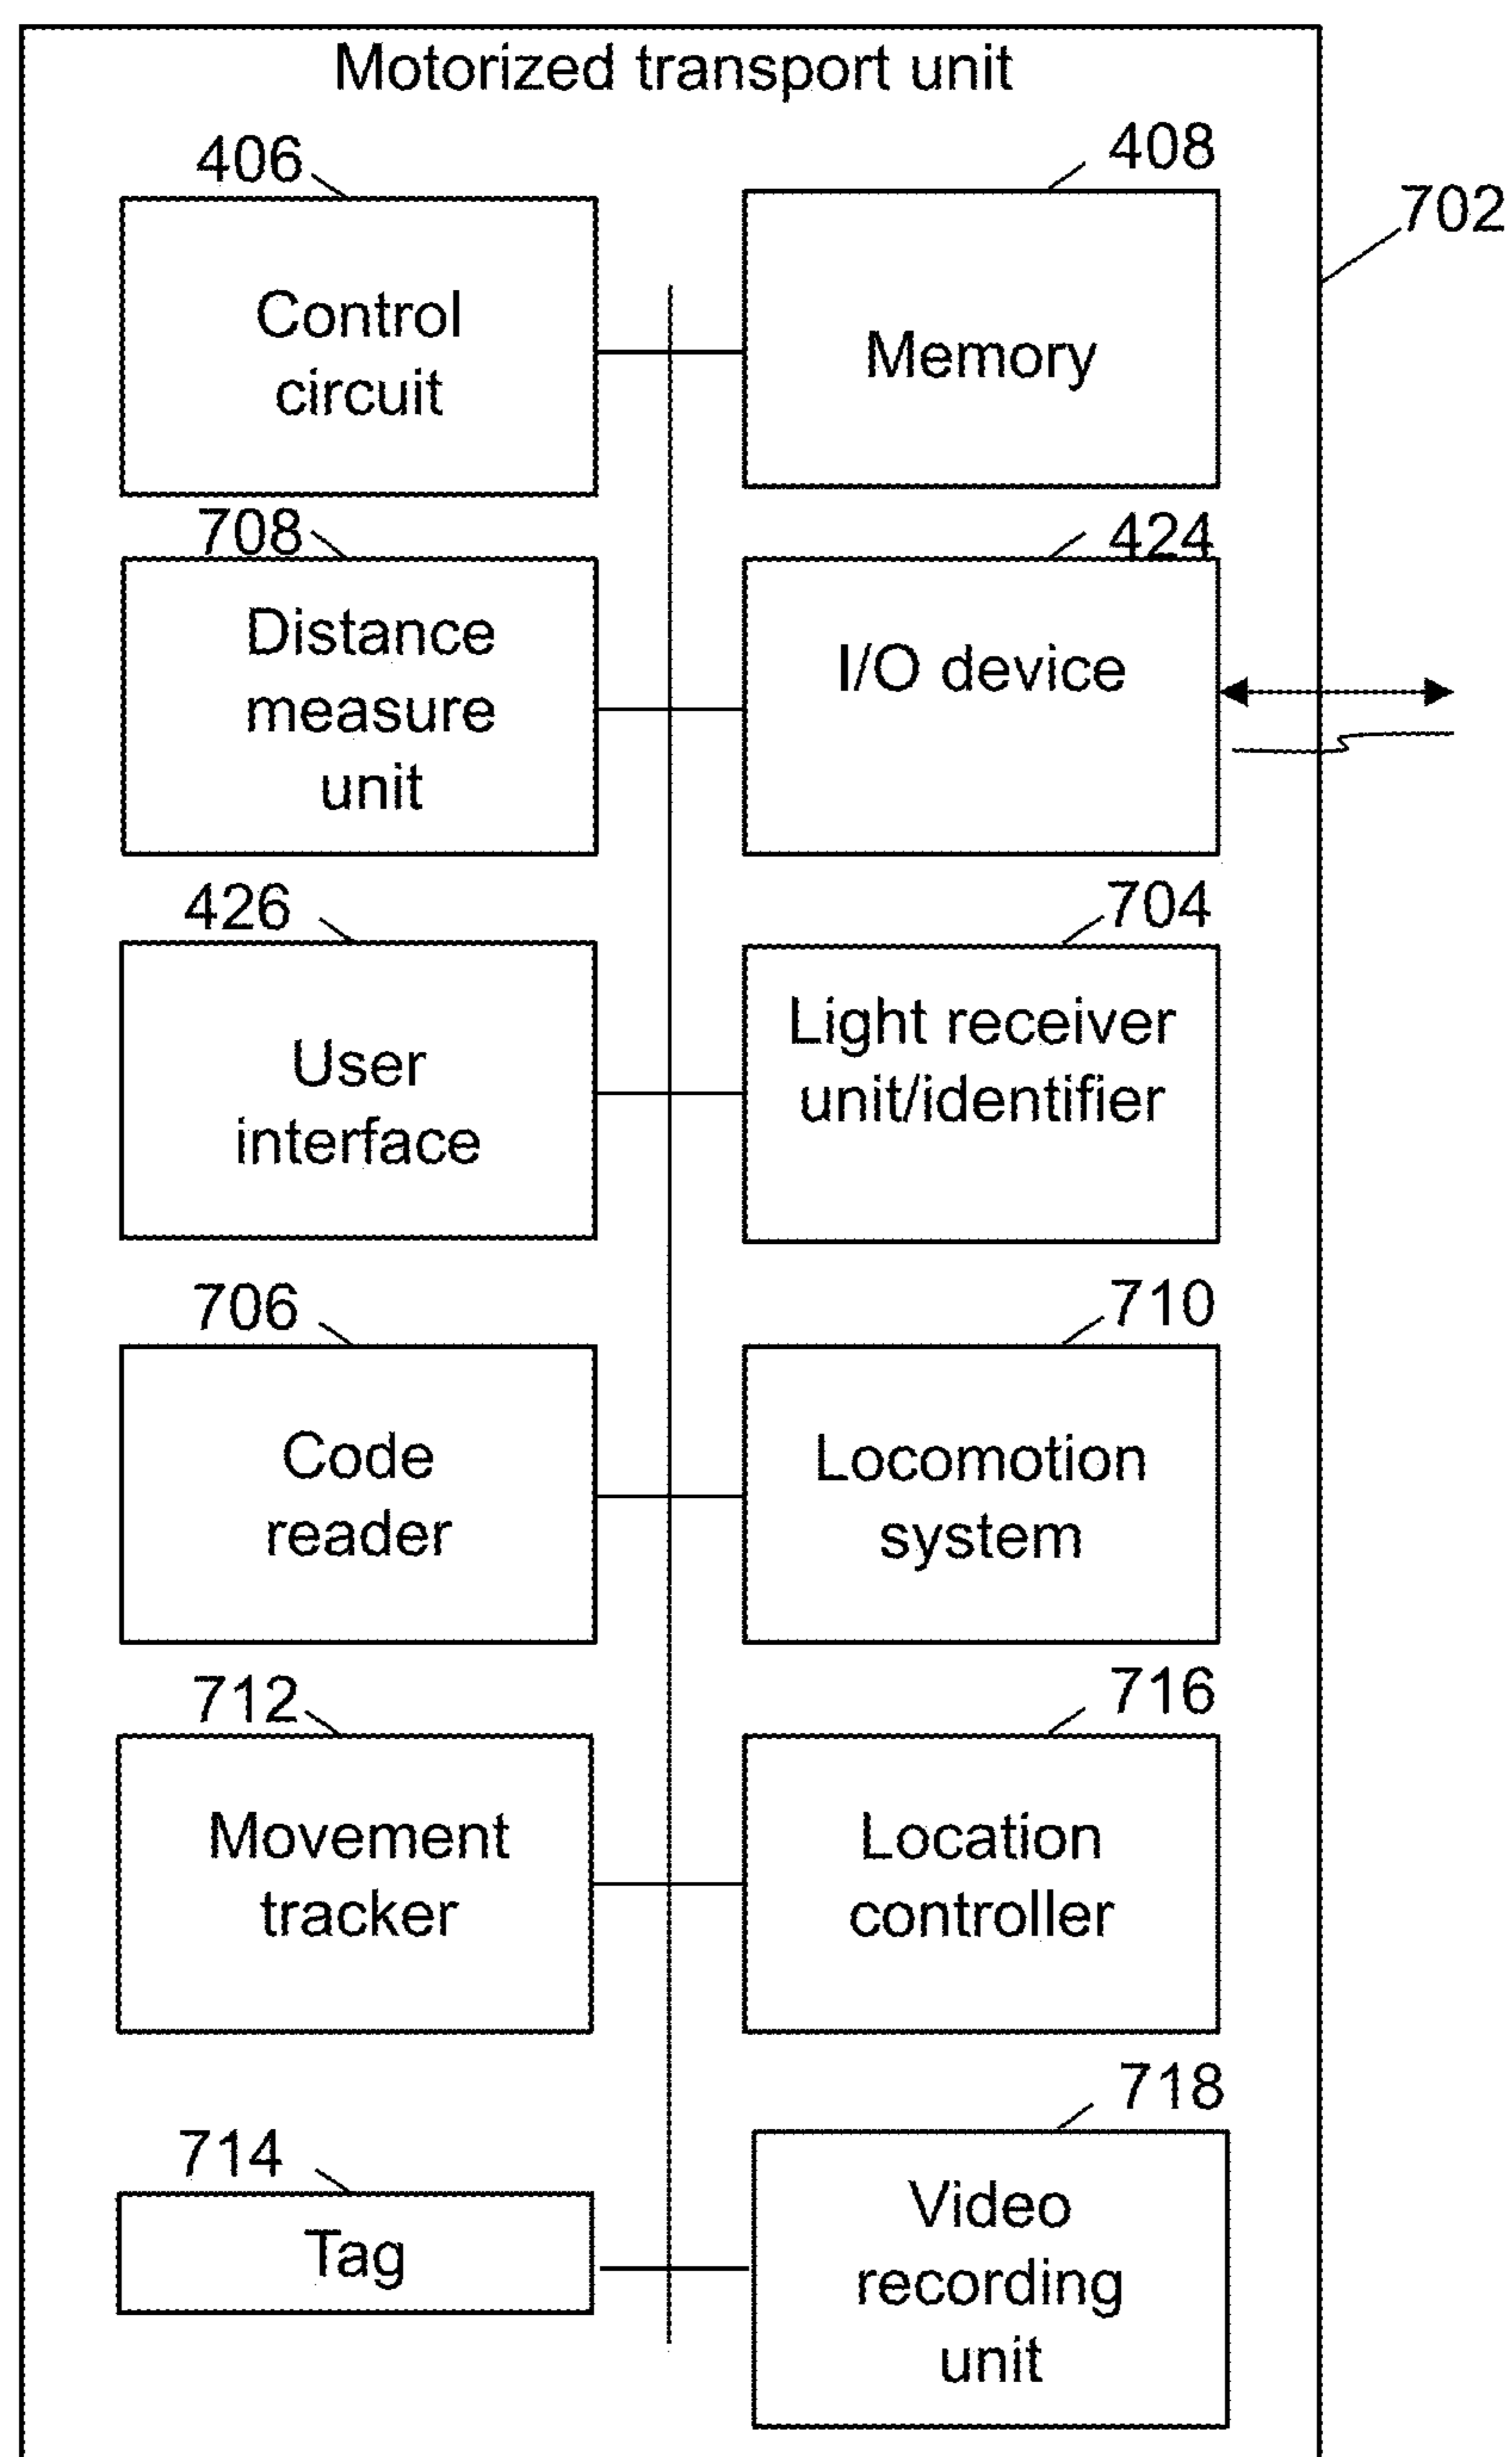 Motorized transport unit
406
408
702
Control
circuit
Memory
708
424
Distance
measure
unit
I/O device
426
704
User
interface
Light receiver
unit/identifier
706
710
Code
reader
Locomotion
system
712
716
Movement
tracker
Location
controller
714
718
Tag
Video
recording
unit